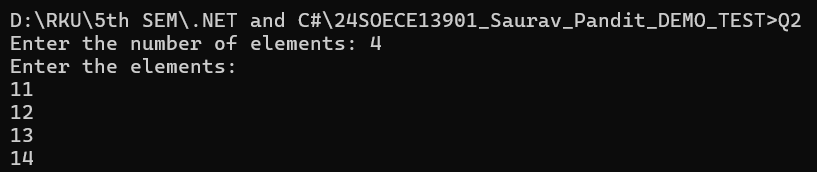 D:\RKU\5th SEM\.NET and C#\24SOECE13901_Saurav_Pandit_DEMO_TEST>Q2
Enter the number of elements: 4
Enter the elements:
11
12
13
14